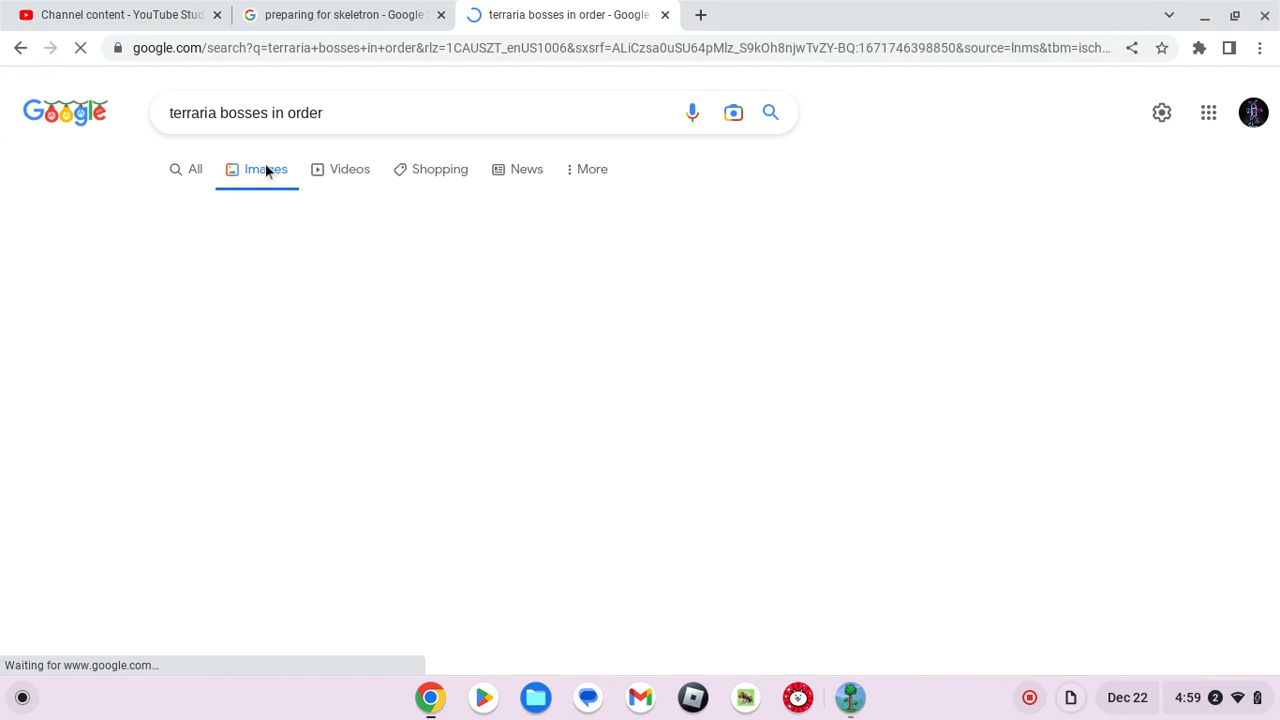 Channel content - YouTube Stud
preparing for skeletron - Google S
terraria bosses in order - Google
google.com/search?q=terraria+bosses+in+order&rlz=1CAUSZT_enUS1006&sxsrf=ALiCzsa0uSU64pMlz_S9kOh8njwTvZY-BQ:1671746398850&source=lnms&tbm=isch...
Google
terraria bosses in order
All
Images
Videos
Shopping
News
More
Waiting for www.google.com...
Dec 22
4:59
2